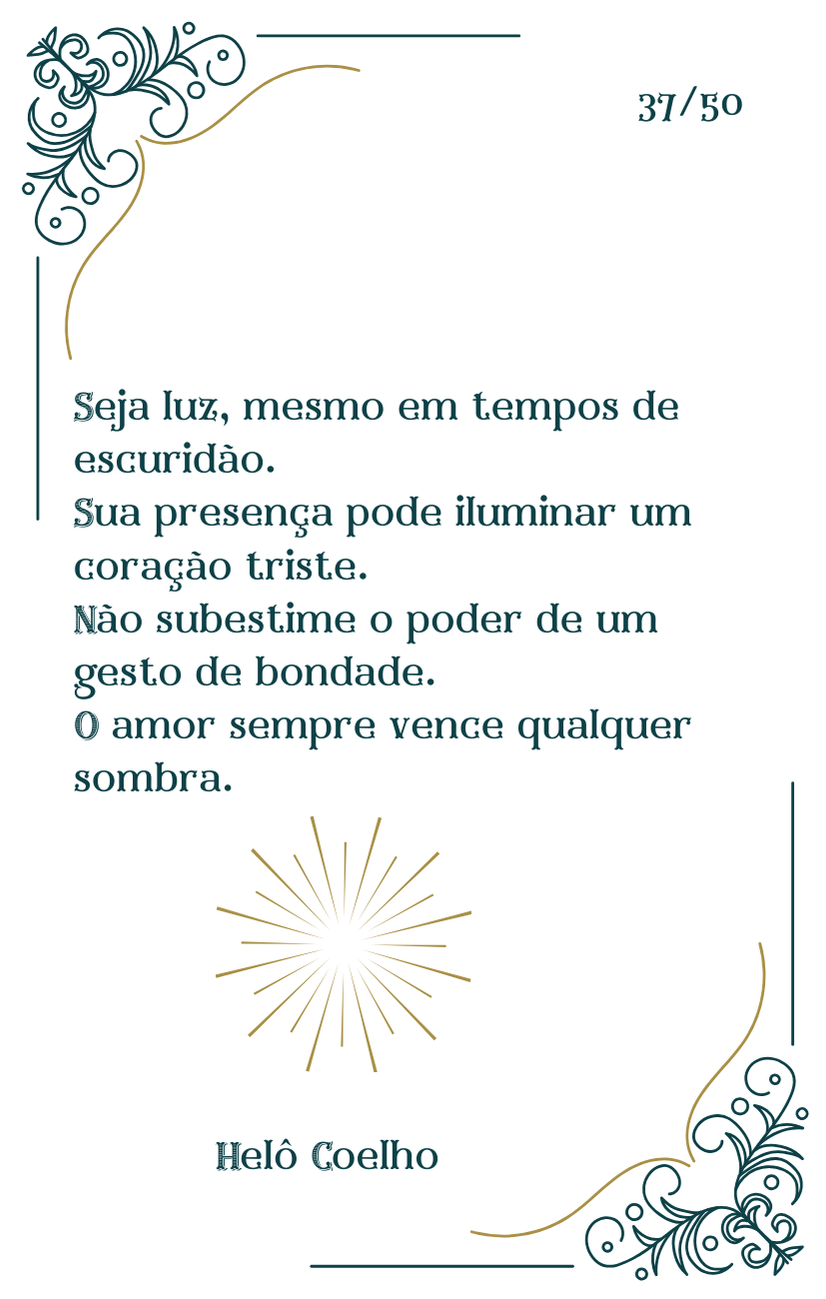 37/50
Seja luz, mesmo em tempos de
escuridão.
Sua presença pode iluminar um
coração triste.
Não subestime o poder de um
gesto de bondade.
O amor sempre vence qualquer
sombra.
Helô Coelho